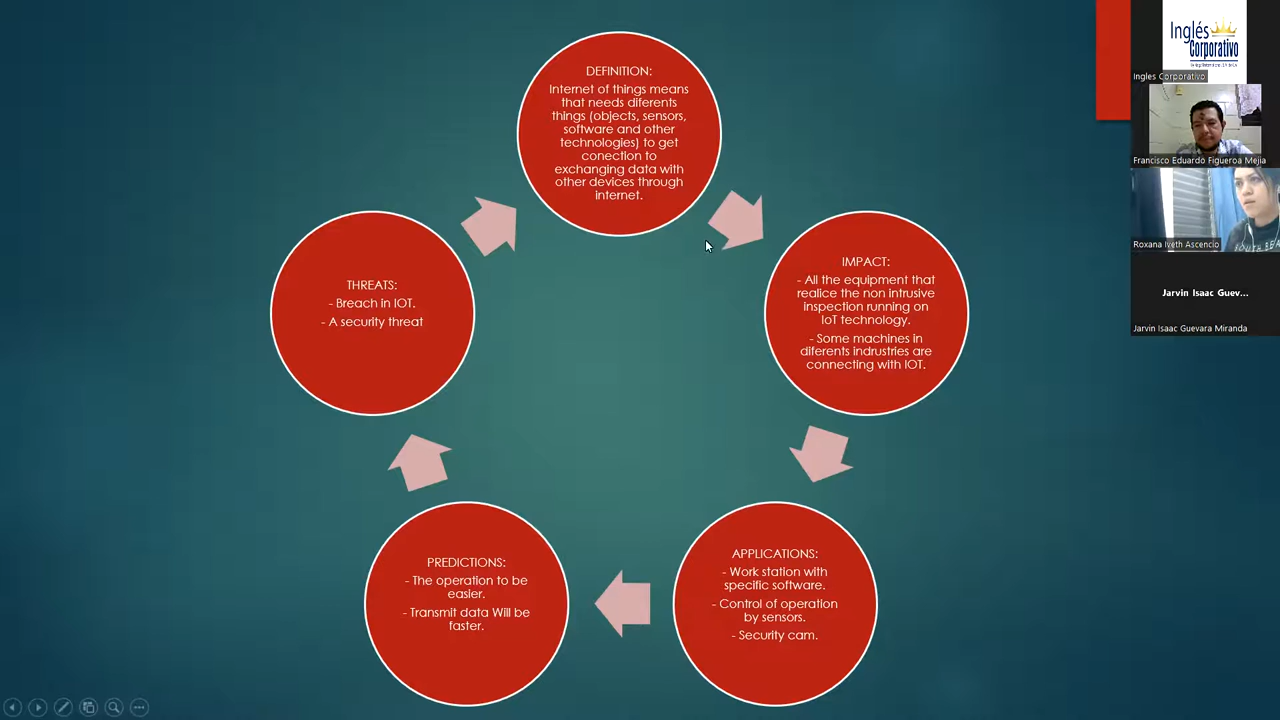 DEFINITION:
Internet of things means
that needs diferents
things (objects, sensors,
software and other
technologies) to get
conection to
exchanging data with
other devices through
internet.
IMPACT:
- All the equipment that
realice the non intrusive
inspection running on
IoT technology.
- Some machines in
diferents indrustries are
connecting with IOT.
APPLICATIONS:
- Work station with
specific software.
- Control of operation
by sensors.
- Security cam.
PREDICTIONS:
- The operation to be
easier.
- Transmit data Will be
faster.
THREATS:
- Breach in IOT.
- A security threat
Inglés
Corporativo
Ingles Corporativo
Francisco Eduardo Figueroa Mejia
Roxana Iveth Ascencio
Jarvin Isaac Guev...
Jarvin Isaac Guevara Miranda